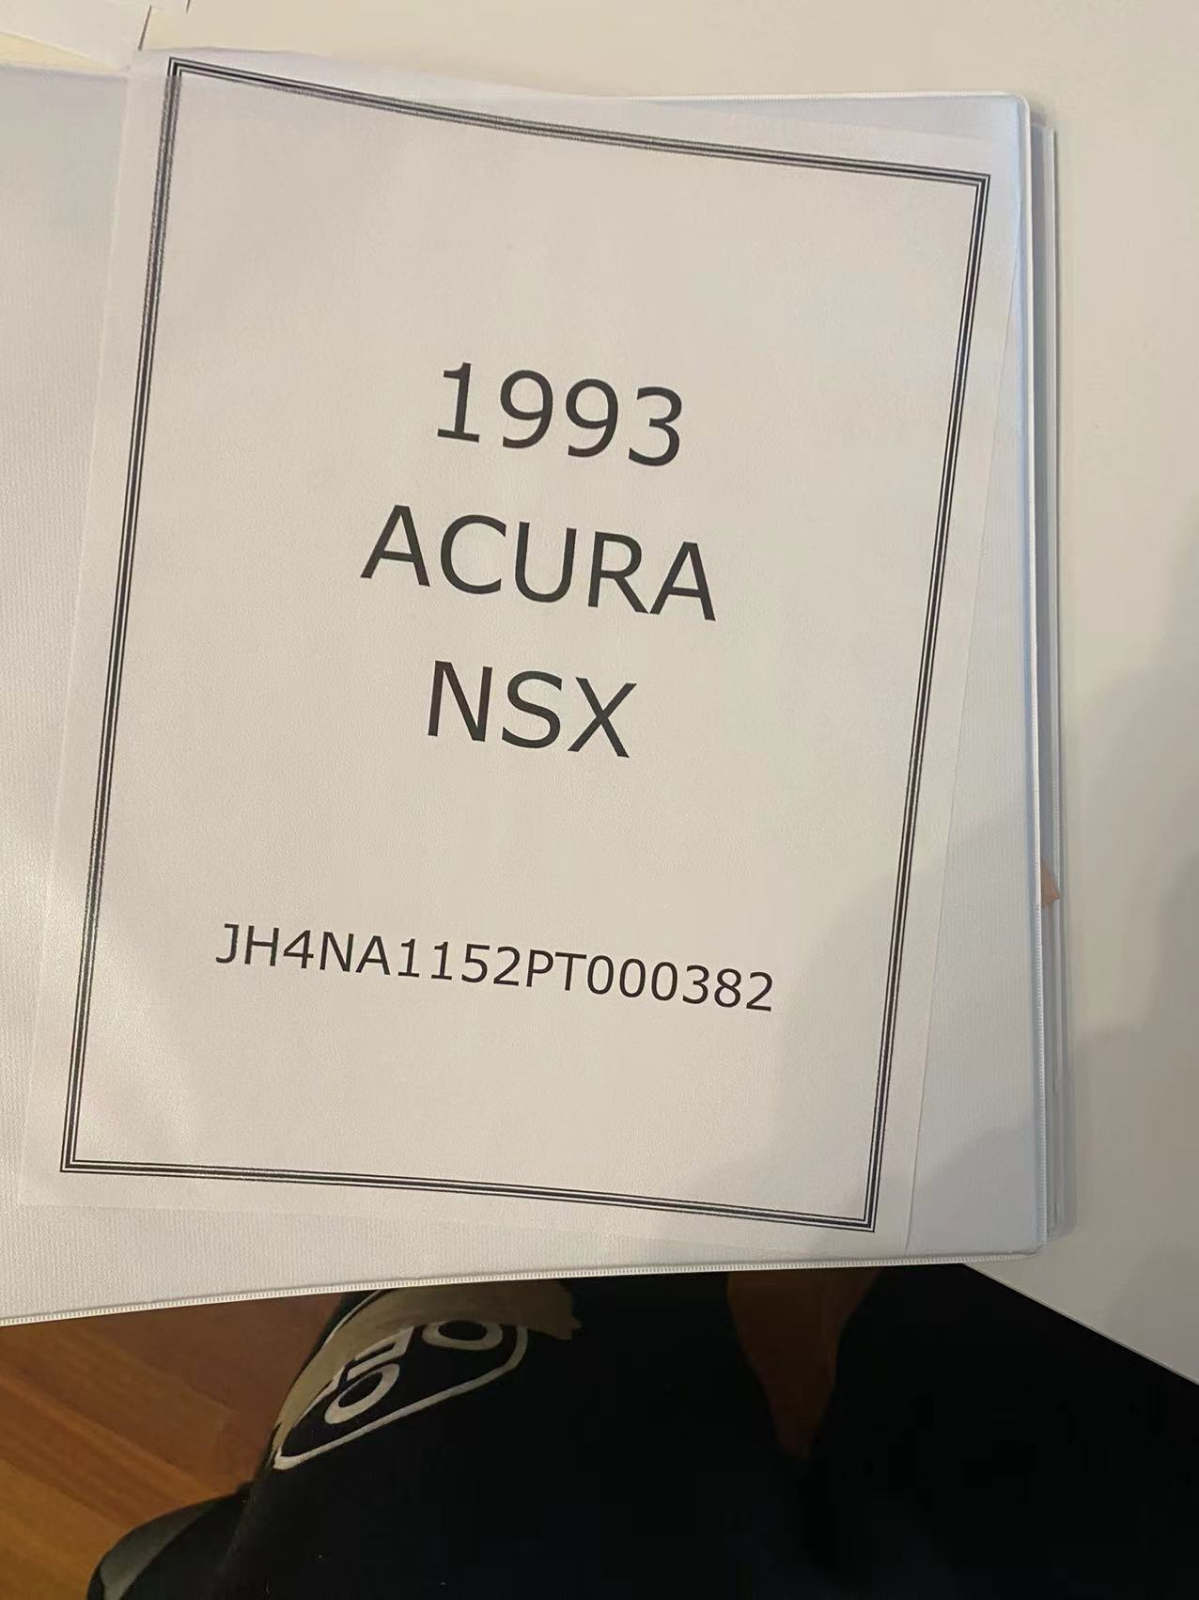 1993
ACURA
NSX
JH4NA1152PT000382